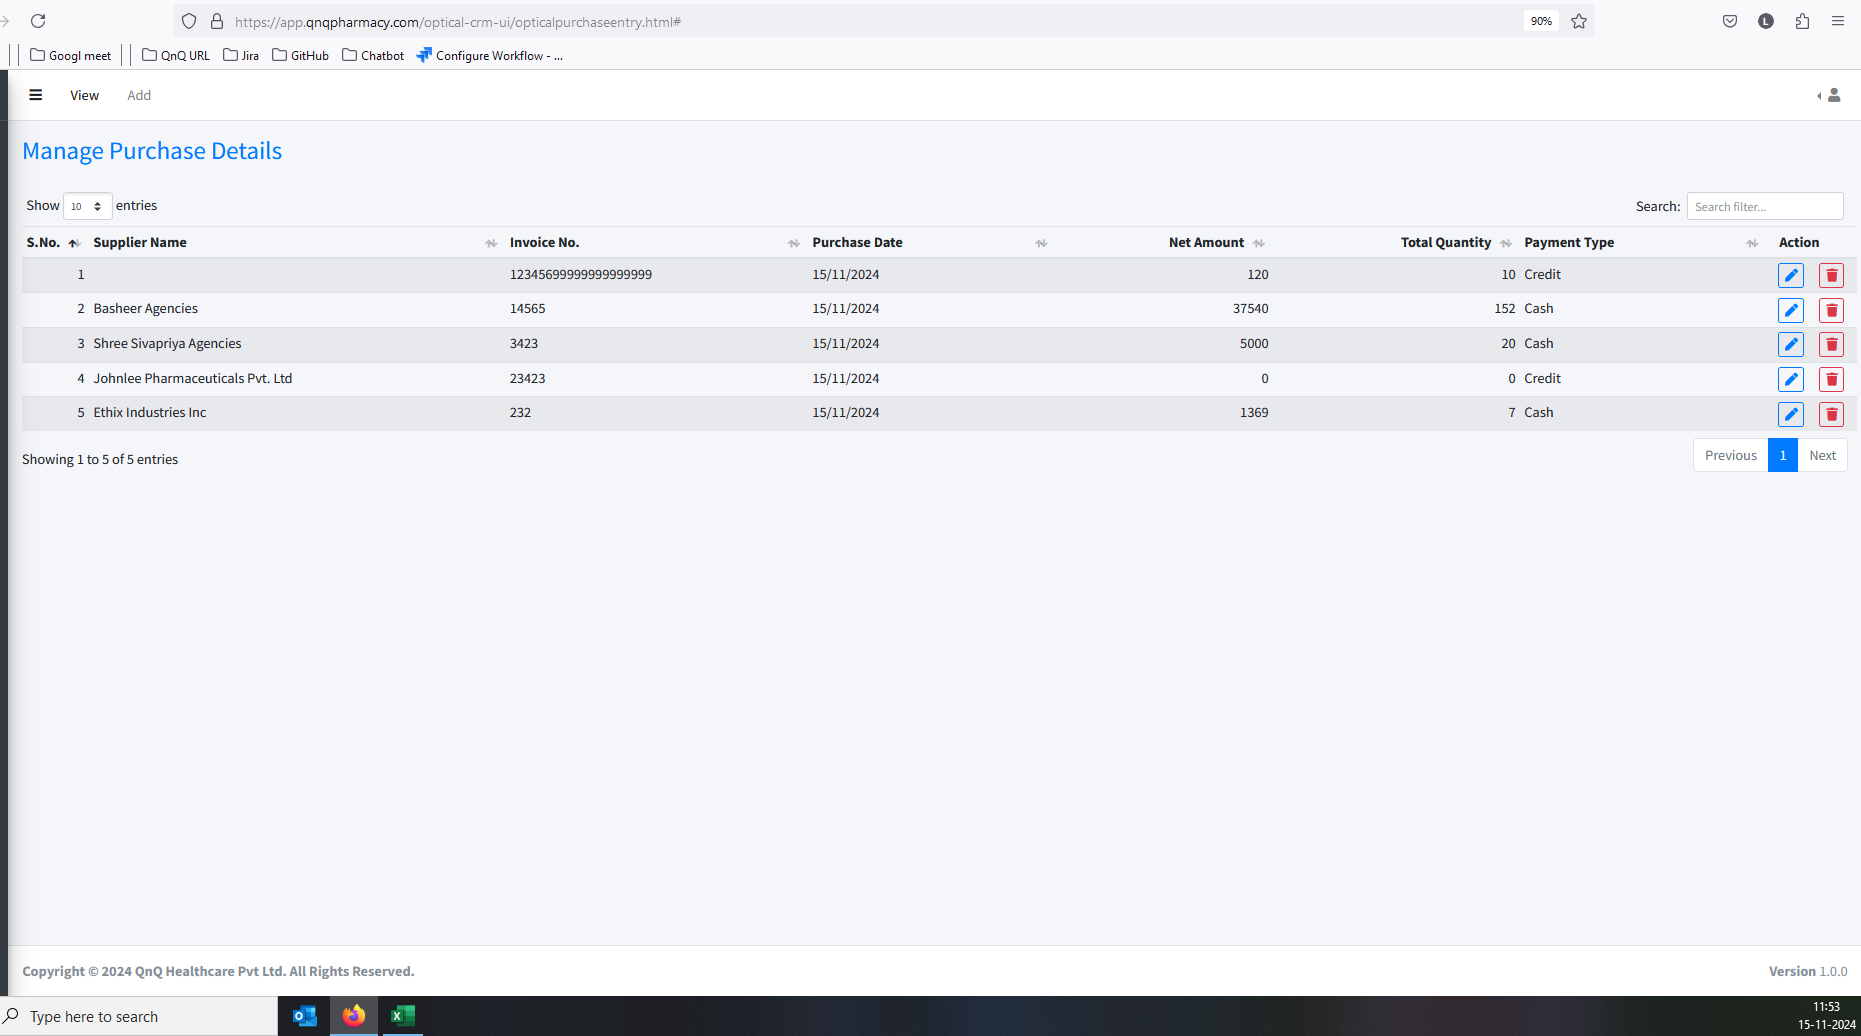 https://app.qnqpharmacy.com/optical-crm-ui/opticalpurchaseentry.html# 90% L
Googl meet QnQ URL Jira GitHub Chatbot Configure Workflow - ...
View Add
Manage Purchase Details
Show 10 entries Search: Search filter...
S.No. Supplier Name Invoice No. Purchase Date Net Amount Total Quantity Payment Type Action
1 12345699999999999999 15/11/2024 120 10 Credit
2 Basheer Agencies 14565 15/11/2024 37540 152 Cash
3 Shree Sivapriya Agencies 3423 15/11/2024 5000 20 Cash
4 Johnlee Pharmaceuticals Pvt. Ltd 23423 15/11/2024 0 0 Credit
5 Ethix Industries Inc 232 15/11/2024 1369 7 Cash
Showing 1 to 5 of 5 entries Previous 1 Next
Copyright © 2024 QnQ Healthcare Pvt Ltd. All Rights Reserved. Version 1.0.0
Type here to search 11:53
15-11-2024